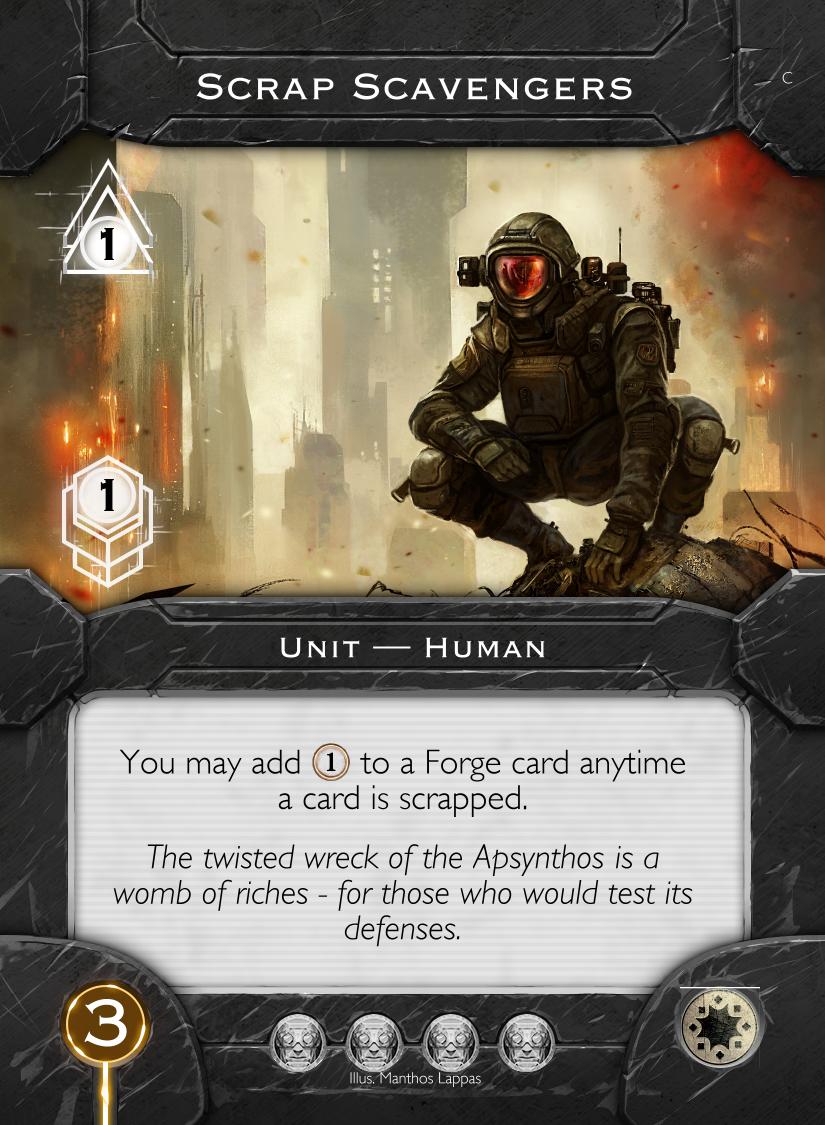 Scrap Scavengers
C
1
1
Unit — Human
You may add 1 to a Forge card anytime
a card is scrapped.
The twisted wreck of the Apsynthos is a
womb of riches - for those who would test its
defenses.
3
Illus. Manthos Lappas